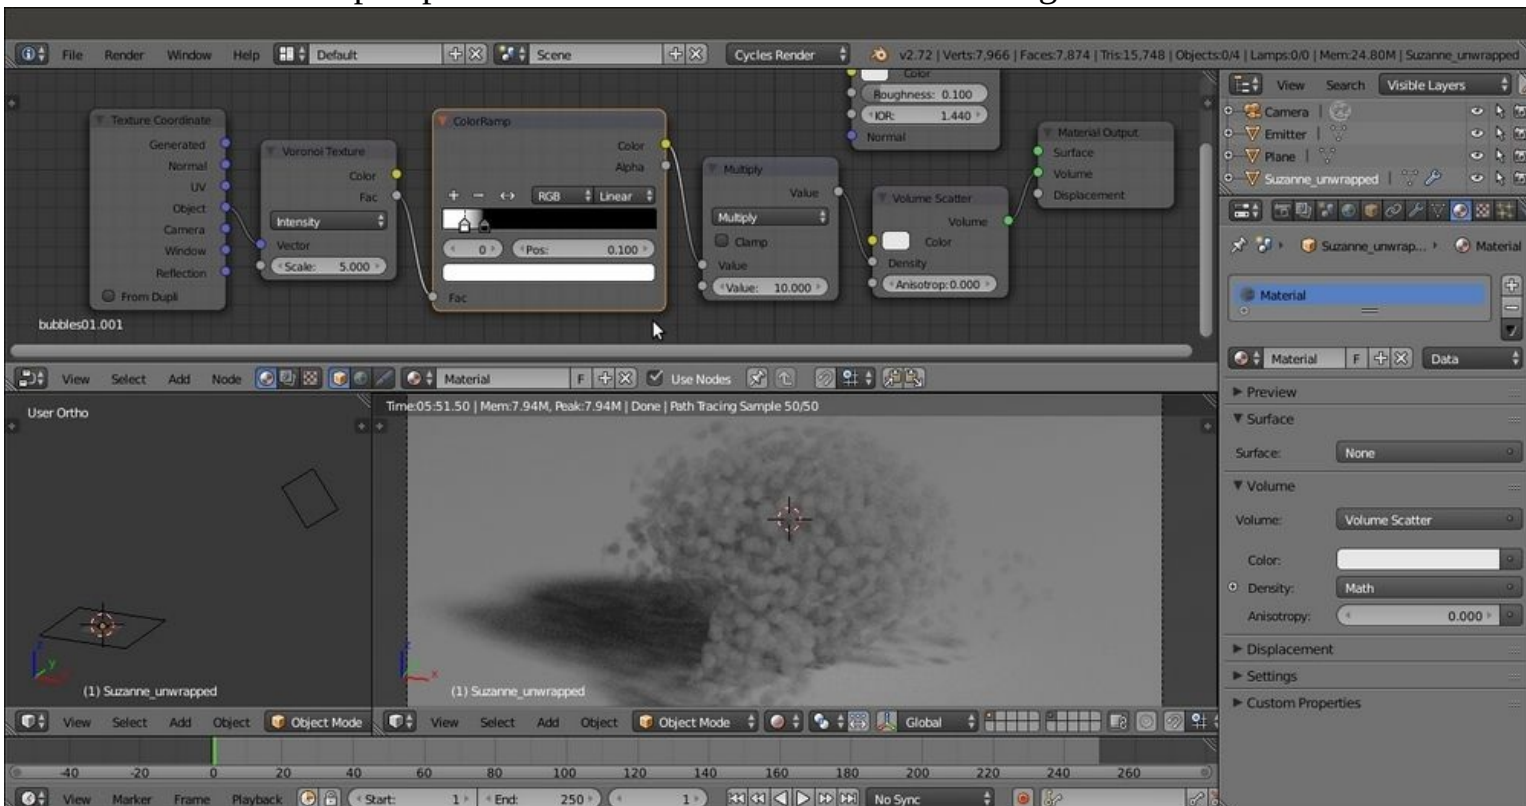 File Render Window Help Default Scene Cycles Render v2.72 | Verts:7,966 | Faces:7,874 | Tris:15,748 | Objects:0/4 | Lamps:0/0 | Mem:24.80M | Suzanne_unwrapped
Texture Coordinate
Generated
Normal
UV
Object
Camera
Window
Reflection
From Dupli
Voronoi Texture
Color
Fac
Intensity
Vector
Scale: 5.000
ColorRamp
Color
Alpha
RGB Linear
0 Pos: 0.100
Fac
Multiply
Value
Multiply
Clamp
Value
Value: 10.000
Color
Roughness: 0.100
IOR: 1.440
Normal
Volume Scatter
Volume
Color
Density
Anisotrop:0.000
Material Output
Surface
Volume
Displacement
bubbles01.001
View Select Add Node Material F Use Nodes
User Ortho
(1) Suzanne_unwrapped
Time:05:51.50 | Mem:7.94M, Peak:7.94M | Done | Path Tracing Sample 50/50
(1) Suzanne_unwrapped
View Select Add Object Object Mode
View Select Add Object Object Mode Global
-40 -20 0 20 40 60 80 100 120 140 160 180 200 220 240 260
View Marker Frame Playback Start: 1 End: 250 1 No Sync
View Search Visible Layers
Camera
Emitter
Plane
Suzanne_unwrapped
Suzanne_unwrap... Material
Material
Material F Data
Preview
Surface
Surface: None
Volume
Volume: Volume Scatter
Color:
Density: Math
Anisotropy: 0.000
Displacement
Settings
Custom Properties